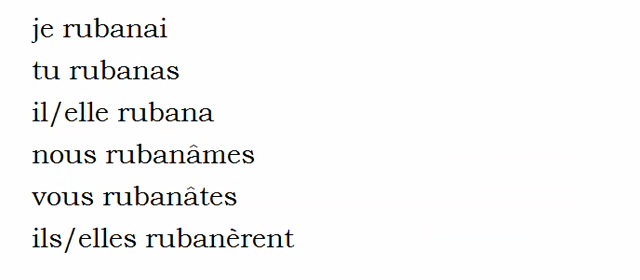 je rubanai
tu rubanas
il/elle rubana
nous rubanâmes
vous rubanâtes
ils/elles rubanèrent